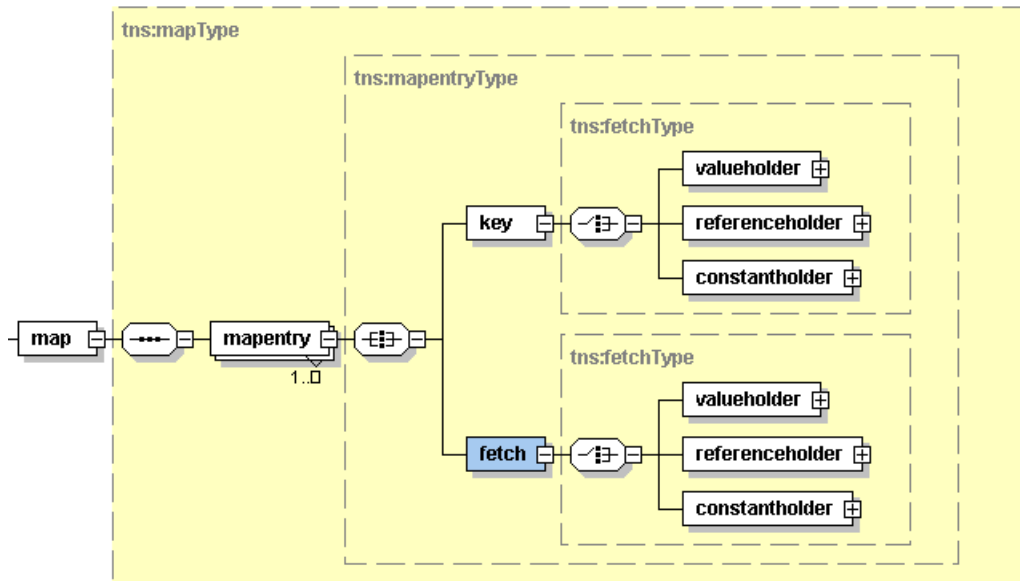 tns:mapType
tns:mapentryType
tns:fetchType
valueholder
key
referenceholder
constantholder
map
mapentry
1..
tns:fetchType
valueholder
fetch
referenceholder
constantholder